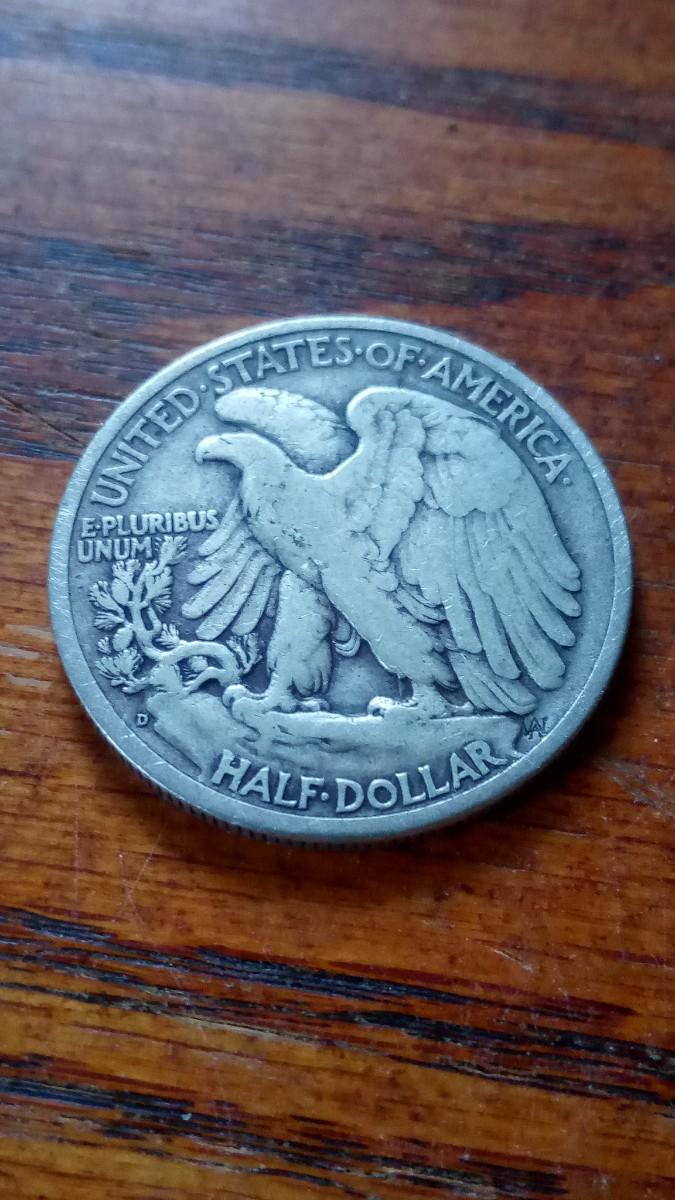 UNITED·STATES·OF·AMERICA·
E·PLURIBUS
UNUM
D
AW
HALF·DOLLAR